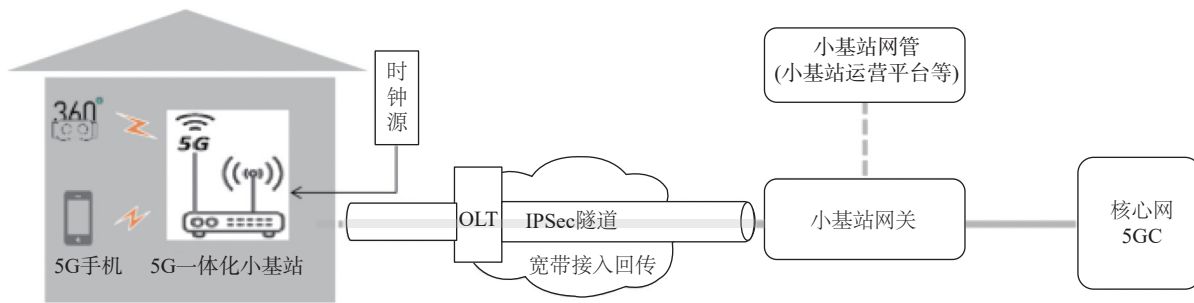 360°
5G
5G手机
5G一体化小基站
时钟源
OLT
IPSec隧道
宽带接入回传
小基站网管
(小基站运营平台等)
小基站网关
核心网
5GC